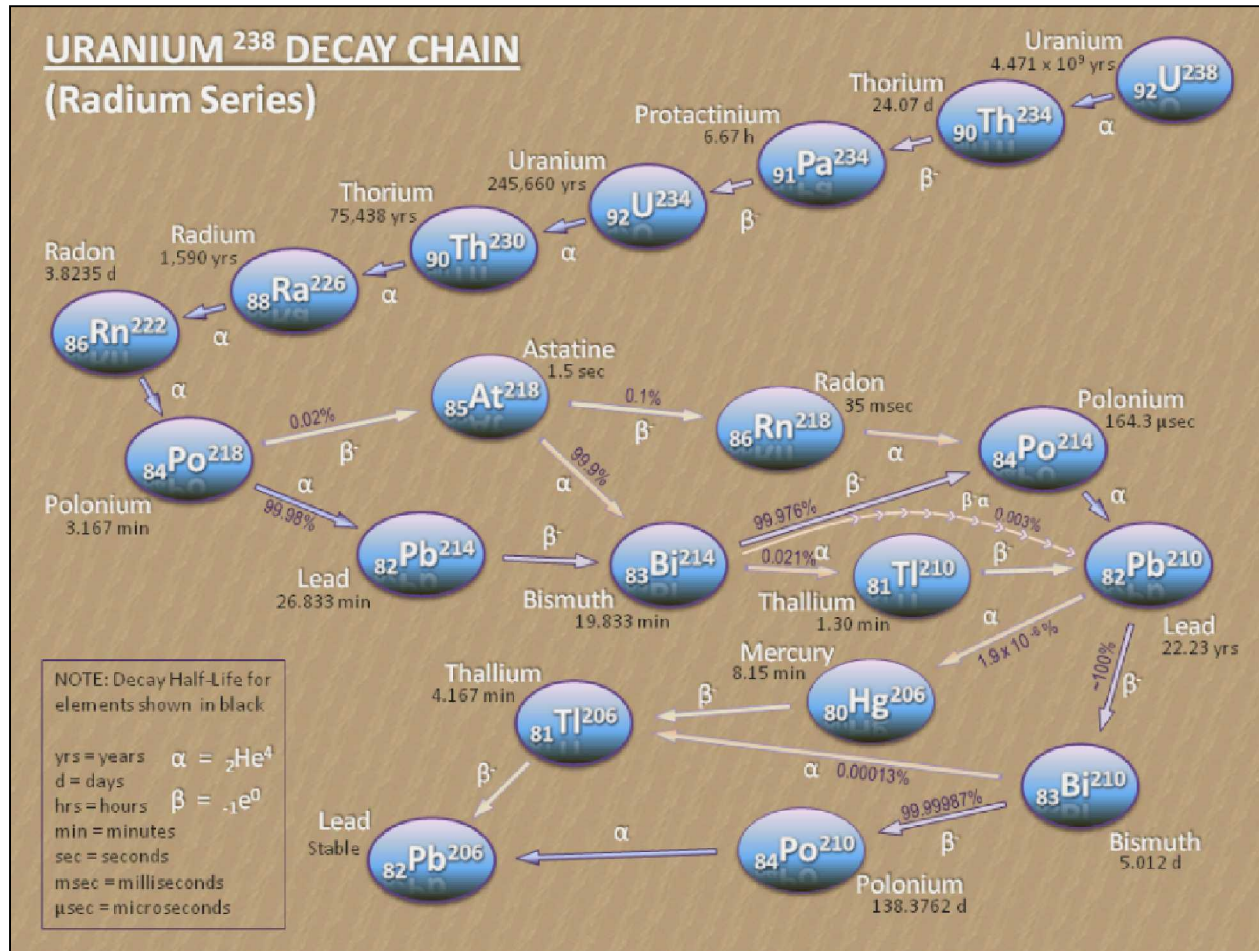 URANIUM ²³⁸ DECAY CHAIN
(Radium Series)
Uranium
4.471 x 10⁹ yrs
₉₂U²³⁸
α
Thorium
24.07 d
₉₀Th²³⁴
β⁻
Protactinium
6.67 h
₉₁Pa²³⁴
β⁻
Uranium
245,660 yrs
₉₂U²³⁴
α
Thorium
75,438 yrs
₉₀Th²³⁰
α
Radium
1,590 yrs
₈₈Ra²²⁶
α
Radon
3.8235 d
₈₆Rn²²²
α
₈₄Po²¹⁸
Polonium
3.167 min
0.02%
β⁻
Astatine
1.5 sec
₈₅At²¹⁸
0.1%
β⁻
Radon
35 msec
₈₆Rn²¹⁸
α
Polonium
164.3 µsec
₈₄Po²¹⁴
α
α
99.98%
₈₂Pb²¹⁴
Lead
26.833 min
β⁻
99.9%
α
₈₃Bi²¹⁴
Bismuth
19.833 min
β⁻
99.976%
β⁻α
0.003%
0.021%
α
₈₁Tl²¹⁰
Thallium
1.30 min
β⁻
₈₂Pb²¹⁰
Lead
22.23 yrs
α
1.9 x 10⁻⁶ %
~100%
β⁻
Mercury
8.15 min
₈₀Hg²⁰⁶
β⁻
Thallium
4.167 min
₈₁Tl²⁰⁶
α
0.00013%
₈₃Bi²¹⁰
Bismuth
5.012 d
99.99987%
β⁻
₈₄Po²¹⁰
Polonium
138.3762 d
α
β⁻
Lead
Stable
₈₂Pb²⁰⁶
NOTE: Decay Half-Life for
elements shown in black
yrs = years
d = days
hrs = hours
min = minutes
sec = seconds
msec = milliseconds
µsec = microseconds
α = ₂He⁴
β = ₋₁e⁰